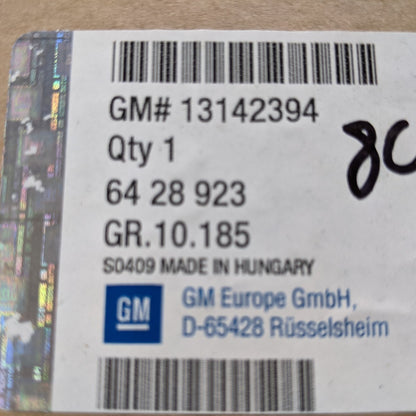 GM# 13142394
Qty 1
64 28 923
GR.10.185
S0409 MADE IN HUNGARY
GM
GM Europe GmbH,
D-65428 Rüsselsheim